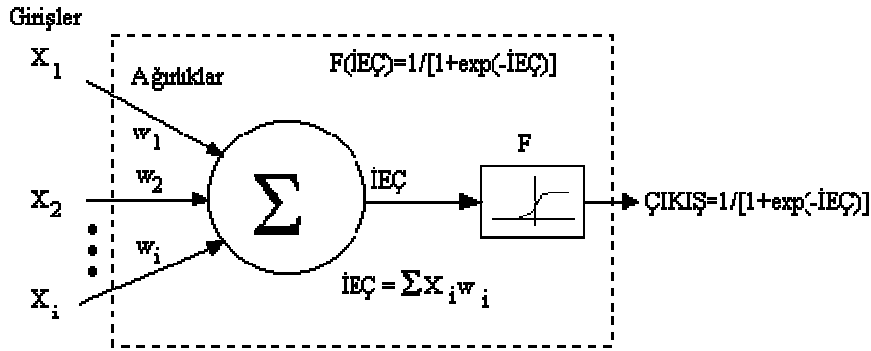 Girişler
X1
Ağırlıklar
F(İEÇ)=1/[1+exp(-İEÇ)]
w1
F
X2
w2
Σ
İEÇ
ÇIKIŞ=1/[1+exp(-İEÇ)]
wi
Xi
İEÇ = ΣXiwi